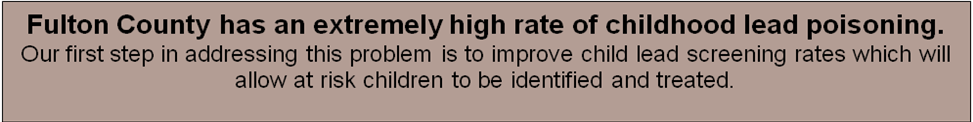 Fulton County has an extremely high rate of childhood lead poisoning.
Our first step in addressing this problem is to improve child lead screening rates which will
allow at risk children to be identified and treated.